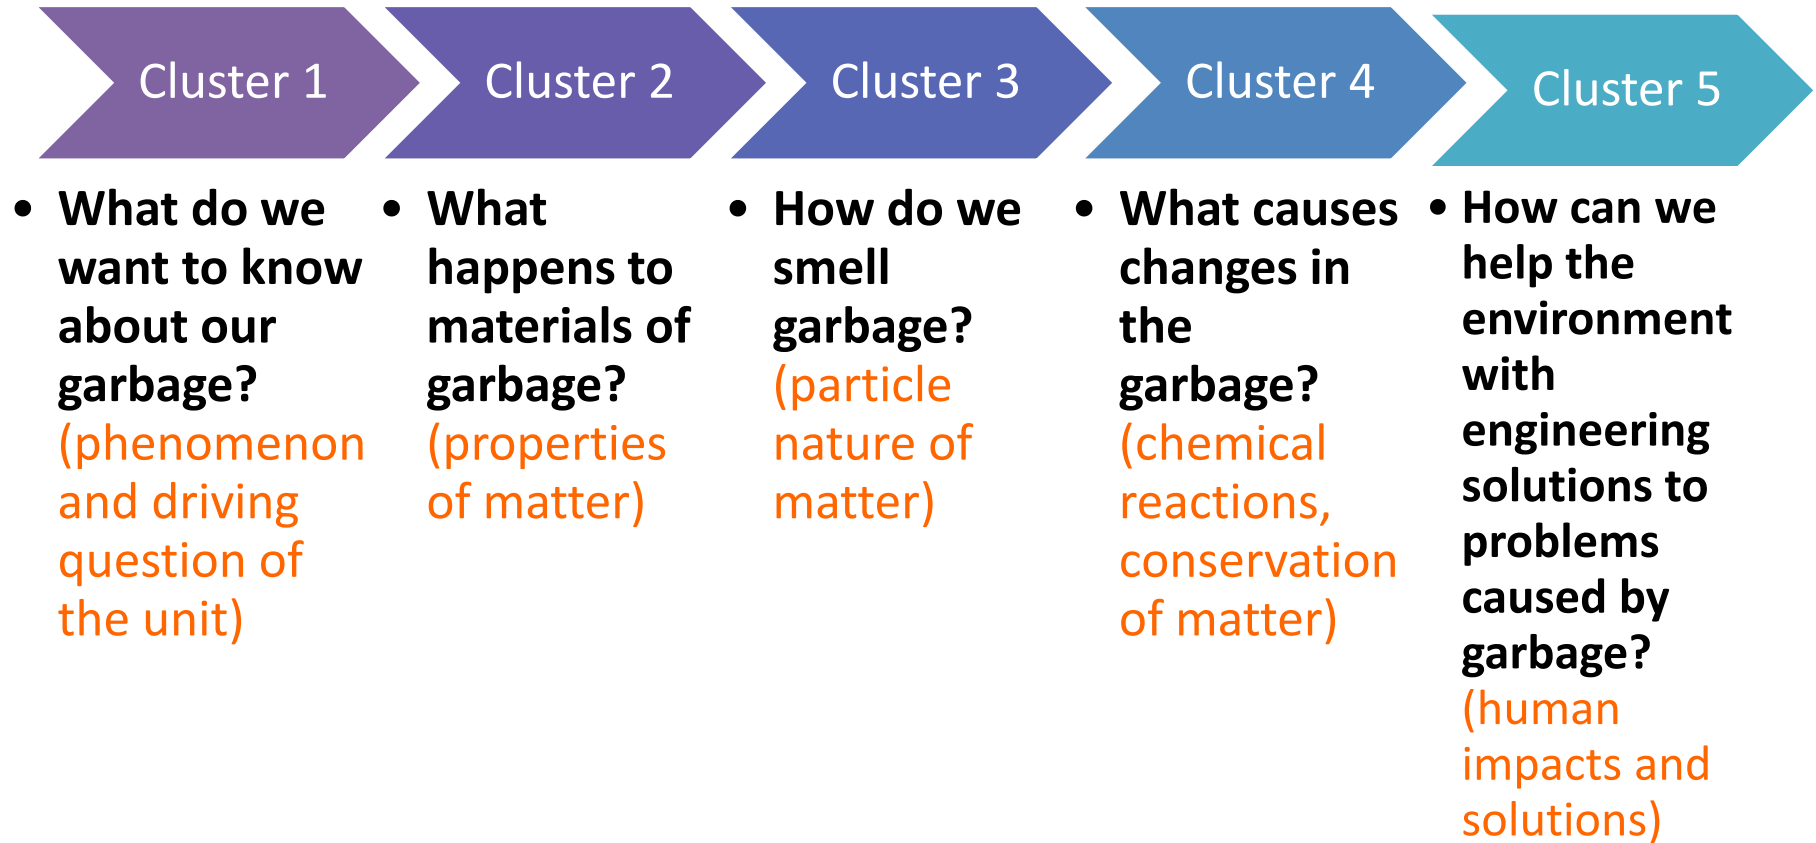 Cluster 1
• What do we
want to know
about our
garbage?
(phenomenon
and driving
question of
the unit)
Cluster 2
• What
happens to
materials of
garbage?
(properties
of matter)
Cluster 3
• How do we
smell
garbage?
(particle
nature of
matter)
Cluster 4
• What causes
changes in
the
garbage?
(chemical
reactions,
conservation
of matter)
Cluster 5
• How can we
help the
environment
with
engineering
solutions to
problems
caused by
garbage?
(human
impacts and
solutions)